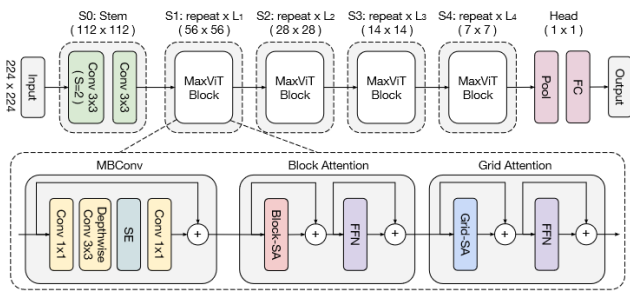 S0: Stem
(112 x 112)
S1: repeat x L₁
(56 x 56)
S2: repeat x L₂
(28 x 28)
S3: repeat x L₃
(14 x 14)
S4: repeat x L₄
(7 x 7)
Head
(1 x 1)
224 x 224
Input
Conv 3x3
(S=2)
Conv 3x3
MaxViT
Block
MaxViT
Block
MaxViT
Block
MaxViT
Block
Pool
FC
Output
MBConv
Conv 1x1
Depthwise
Conv 3x3
SE
Conv 1x1
+
Block Attention
Block-SA
+
FFN
+
Grid Attention
Grid-SA
+
FFN
+